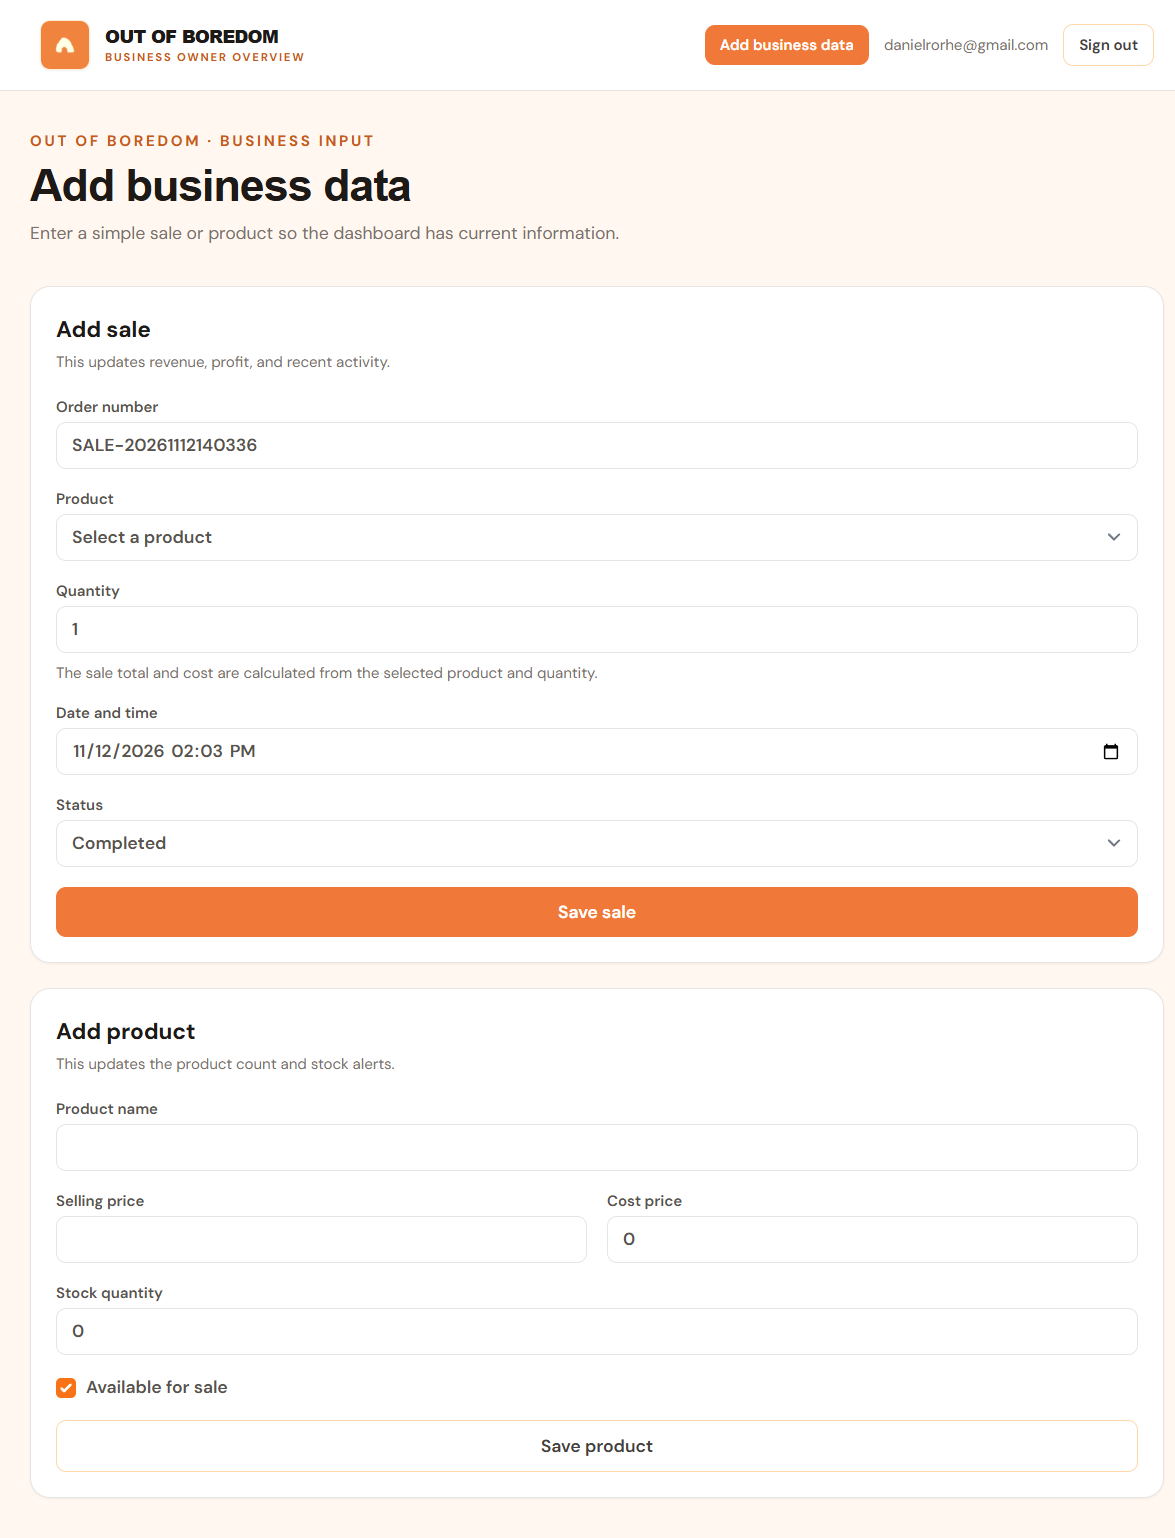 OUT OF BOREDOM
BUSINESS OWNER OVERVIEW
Add business data
danielrorhe@gmail.com
Sign out
OUT OF BOREDOM · BUSINESS INPUT
Add business data
Enter a simple sale or product so the dashboard has current information.
Add sale
This updates revenue, profit, and recent activity.
Order number
SALE-20261112140336
Product
Select a product
Quantity
1
The sale total and cost are calculated from the selected product and quantity.
Date and time
11/12/2026 02:03 PM
Status
Completed
Save sale
Add product
This updates the product count and stock alerts.
Product name
Selling price
Cost price
0
Stock quantity
0
Available for sale
Save product